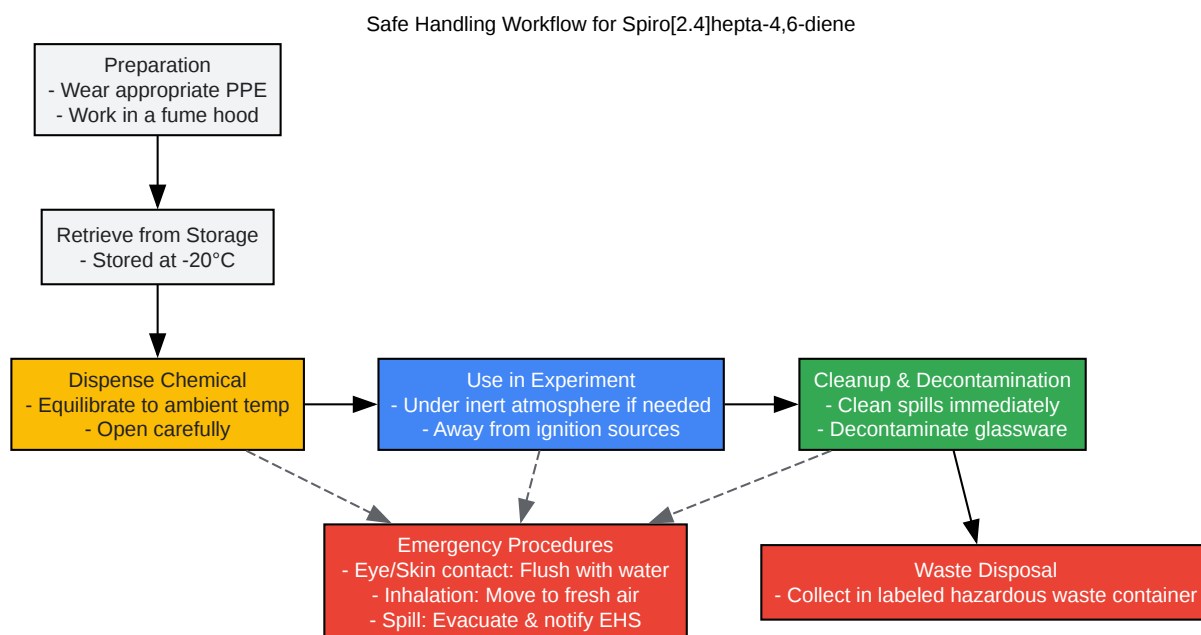 Safe Handling Workflow for Spiro[2.4]hepta-4,6-diene
Preparation
- Wear appropriate PPE
- Work in a fume hood
Retrieve from Storage
- Stored at -20°C
Dispense Chemical
- Equilibrate to ambient temp
- Open carefully
Use in Experiment
- Under inert atmosphere if needed
- Away from ignition sources
Cleanup & Decontamination
- Clean spills immediately
- Decontaminate glassware
Emergency Procedures
- Eye/Skin contact: Flush with water
- Inhalation: Move to fresh air
- Spill: Evacuate & notify EHS
Waste Disposal
- Collect in labeled hazardous waste container